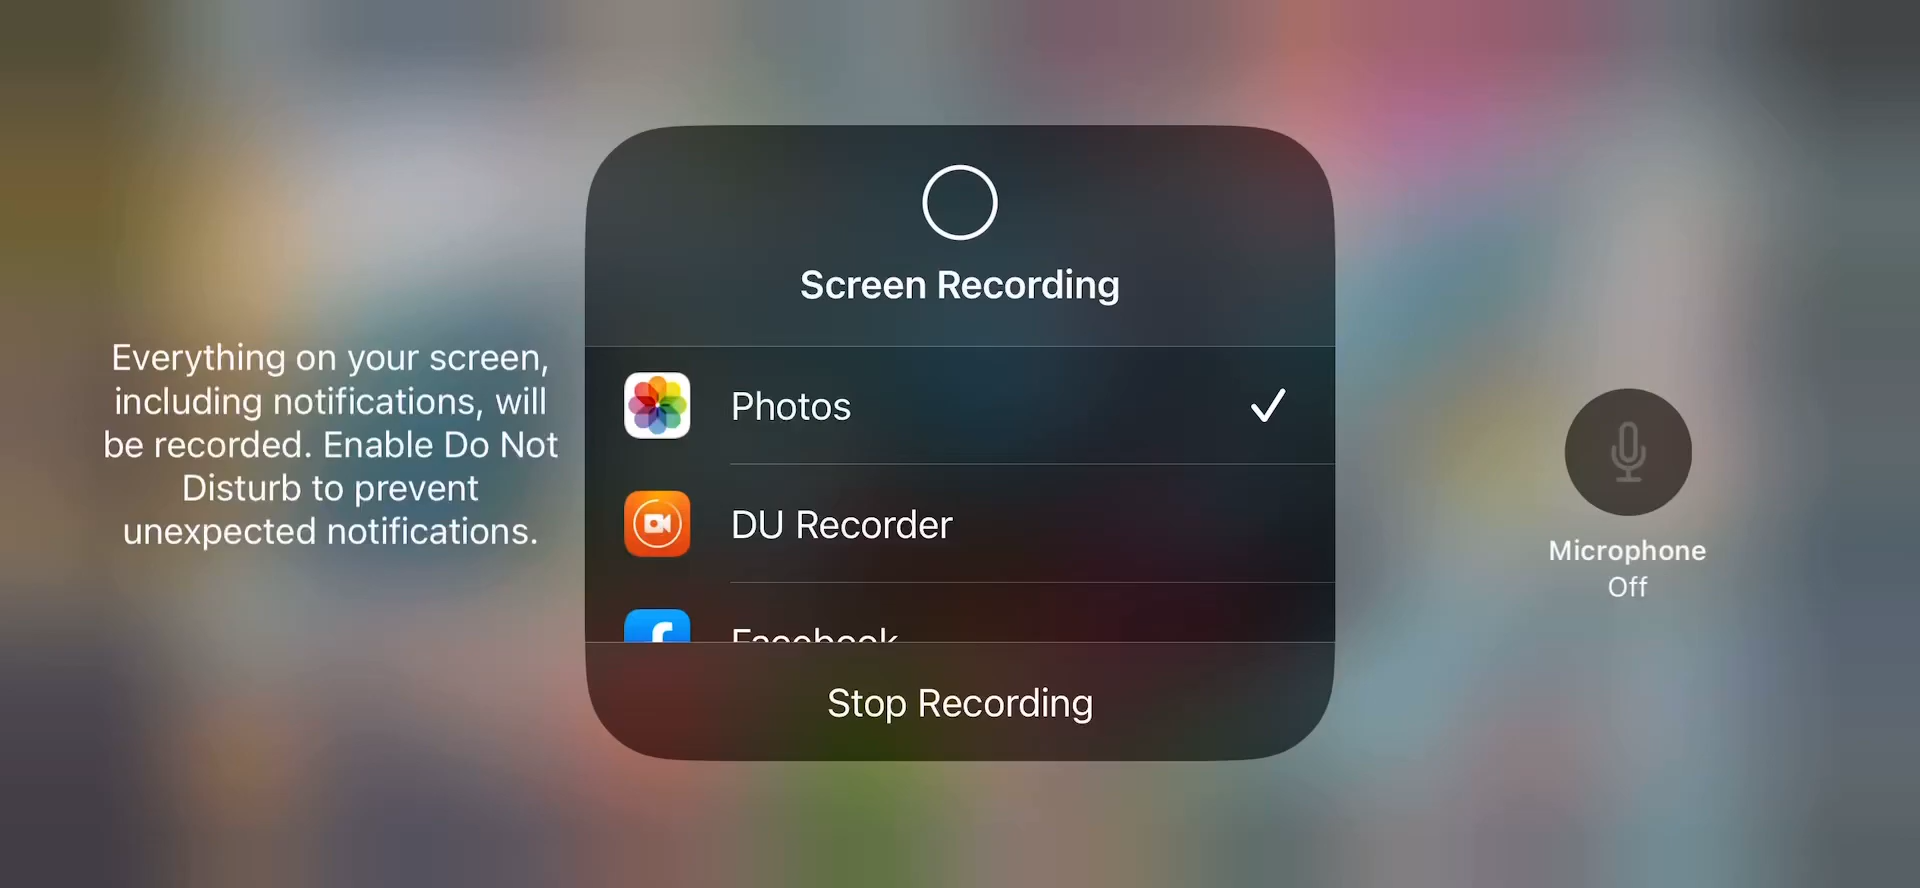 Screen Recording
Everything on your screen,
including notifications, will
be recorded. Enable Do Not
Disturb to prevent
unexpected notifications.
Photos
DU Recorder
Facebook
Stop Recording
Microphone
Off